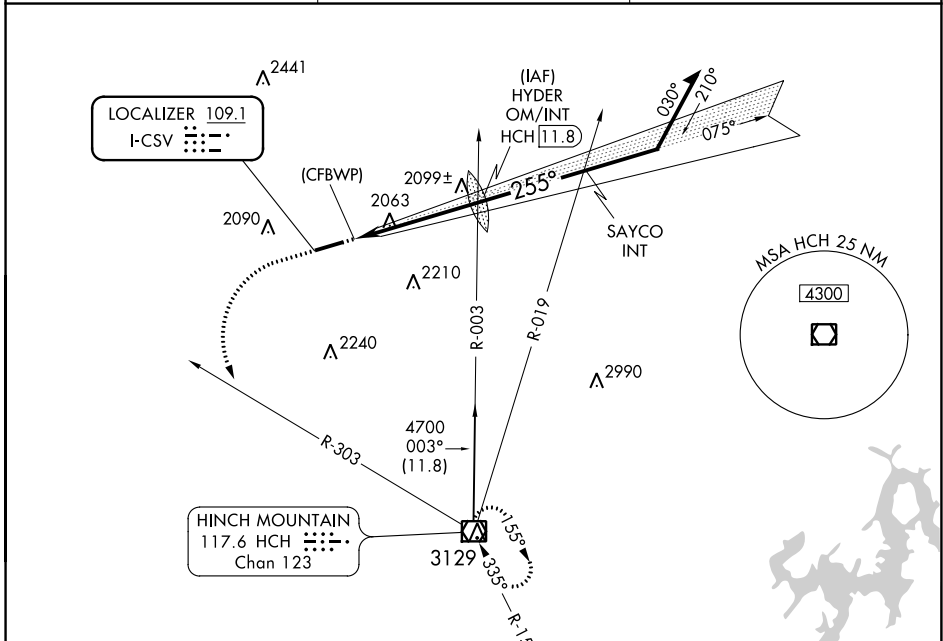 2441
LOCALIZER 109.1
I-CSV
(IAF)
HYDER
OM/INT
HCH 11.8
030°
210°
075°
(CFBWP)
2099±
255°
2063
2090
SAYCO
INT
MSA HCH 25 NM
4300
2210
R-003
R-019
2240
2990
4700
003°
(11.8)
R-303
HINCH MOUNTAIN
117.6 HCH
Chan 123
3129
155°
335°